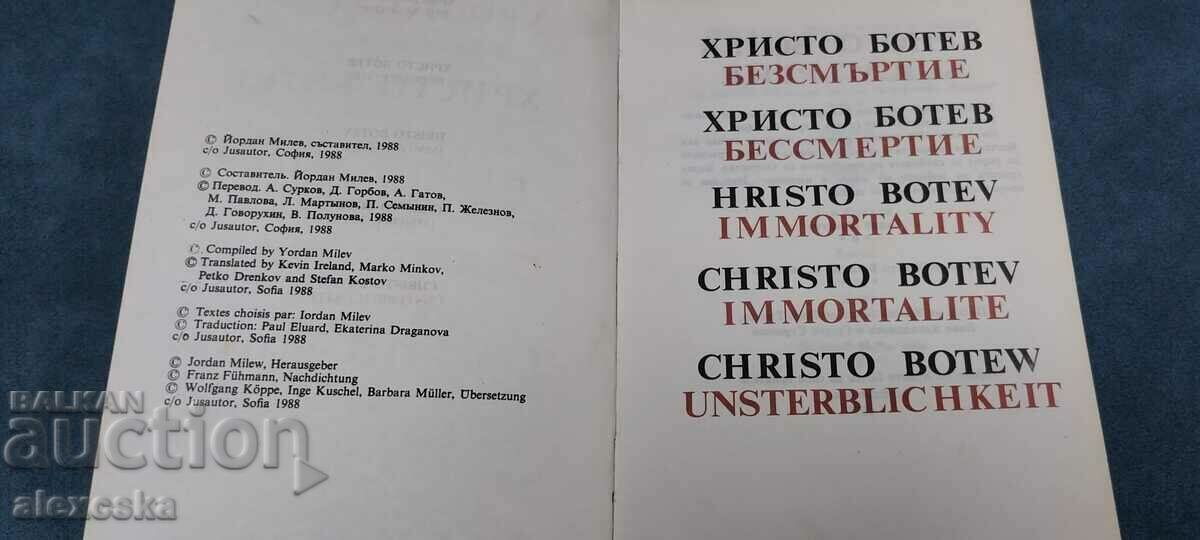 © Йордан Милев, съставител, 1988
c/o Jusautor, София, 1988
© Составитель. Йордан Милев, 1988
© Перевод. А. Сурков, Д. Горбов, А. Гатов,
М. Павлова, Л. Мартынов, П. Семынин, П. Железнов,
Д. Говорухин, В. Полунова, 1988
c/o Jusautor, София, 1988
© Compiled by Yordan Milev
© Translated by Kevin Ireland, Marko Minkov,
Petko Drenkov and Stefan Kostov
c/o Jusautor, Sofia 1988
© Textes choisis par: Iordan Milev
© Traduction: Paul Eluard, Ekaterina Draganova
c/o Jusautor, Sofia 1988
© Jordan Milew, Herausgeber
© Franz Fühmann, Nachdichtung
© Wolfgang Köppe, Inge Kuschel, Barbara Müller, Übersetzung
c/o Jusautor, Sofia 1988
ХРИСТО БОТЕВ
БЕЗСМЪРТИЕ
ХРИСТО БОТЕВ
БЕССМЕРТИЕ
HRISTO BOTEV
IMMORTALITY
CHRISTO BOTEV
IMMORTALITE
CHRISTO BOTEW
UNSTERBLICHKEIT
BALKAN
auction
alexcska